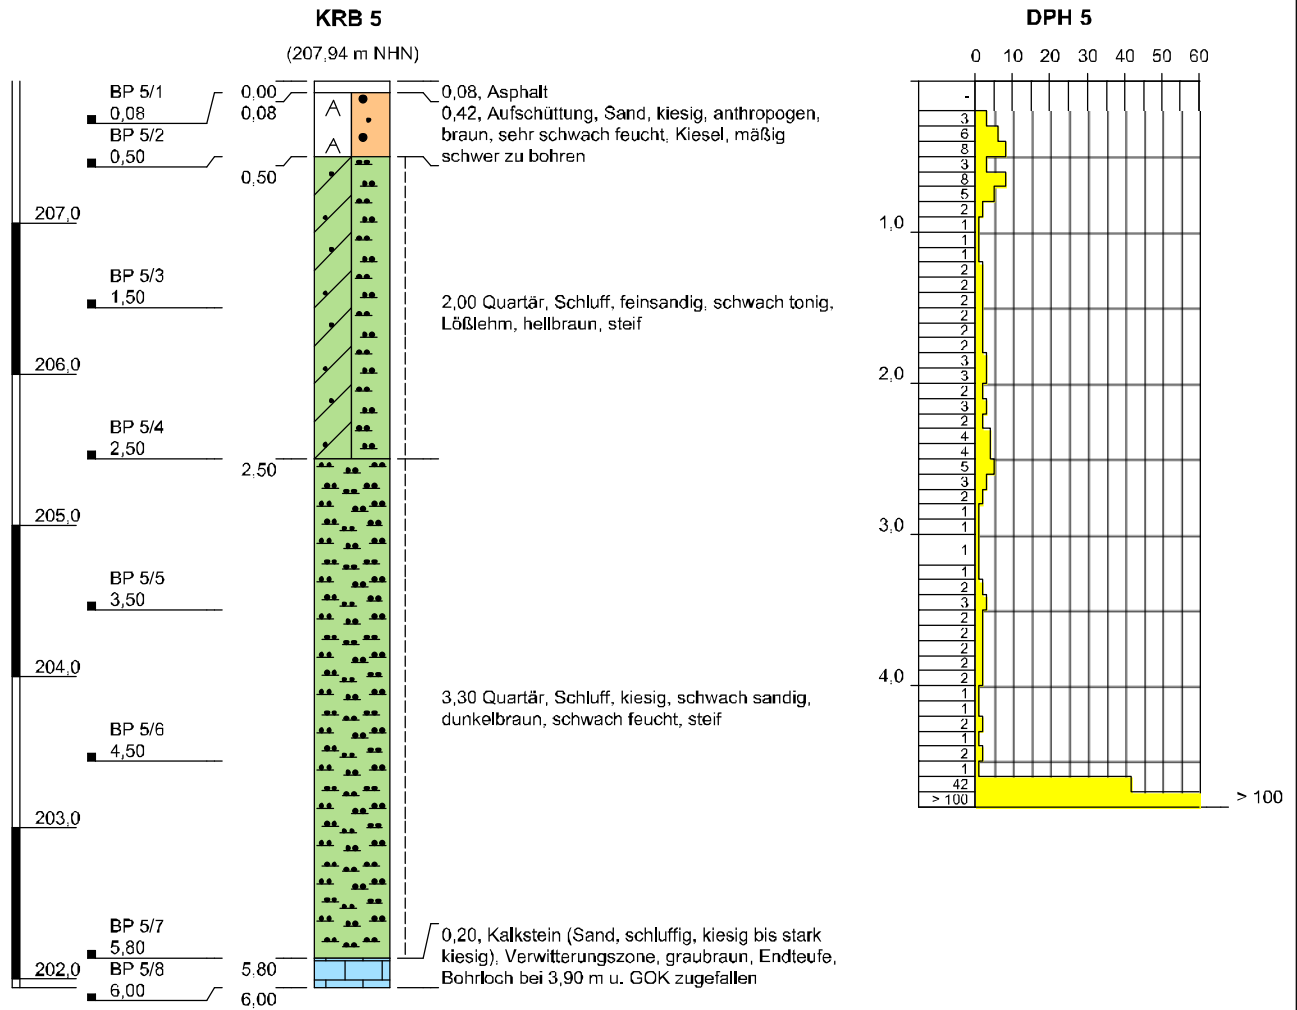 KRB 5
(207,94 m NHN)
BP 5/1
0,08
BP 5/2
0,50
207,0
BP 5/3
1,50
206,0
BP 5/4
2,50
205,0
BP 5/5
3,50
204,0
BP 5/6
4,50
203,0
BP 5/7
5,80
202,0
BP 5/8
6,00
0,00
0,08
0,50
2,50
5,80
6,00
A
A
0,08, Asphalt
0,42, Aufschüttung, Sand, kiesig, anthropogen,
braun, sehr schwach feucht, Kiesel, mäßig
schwer zu bohren
2,00 Quartär, Schluff, feinsandig, schwach tonig,
Lößlehm, hellbraun, steif
3,30 Quartär, Schluff, kiesig, schwach sandig,
dunkelbraun, schwach feucht, steif
0,20, Kalkstein (Sand, schluffig, kiesig bis stark
kiesig), Verwitterungszone, graubraun, Endteufe,
Bohrloch bei 3,90 m u. GOK zugefallen
DPH 5
0 10 20 30 40 50 60
-
3
6
8
3
8
5
2
1,0
1
1
1
2
2
2
2
2
2
3
2,0
3
2
3
2
4
4
5
3
2
1
3,0
1
1
1
2
3
2
2
2
2
4,0
2
1
1
2
1
2
1
42
> 100
> 100